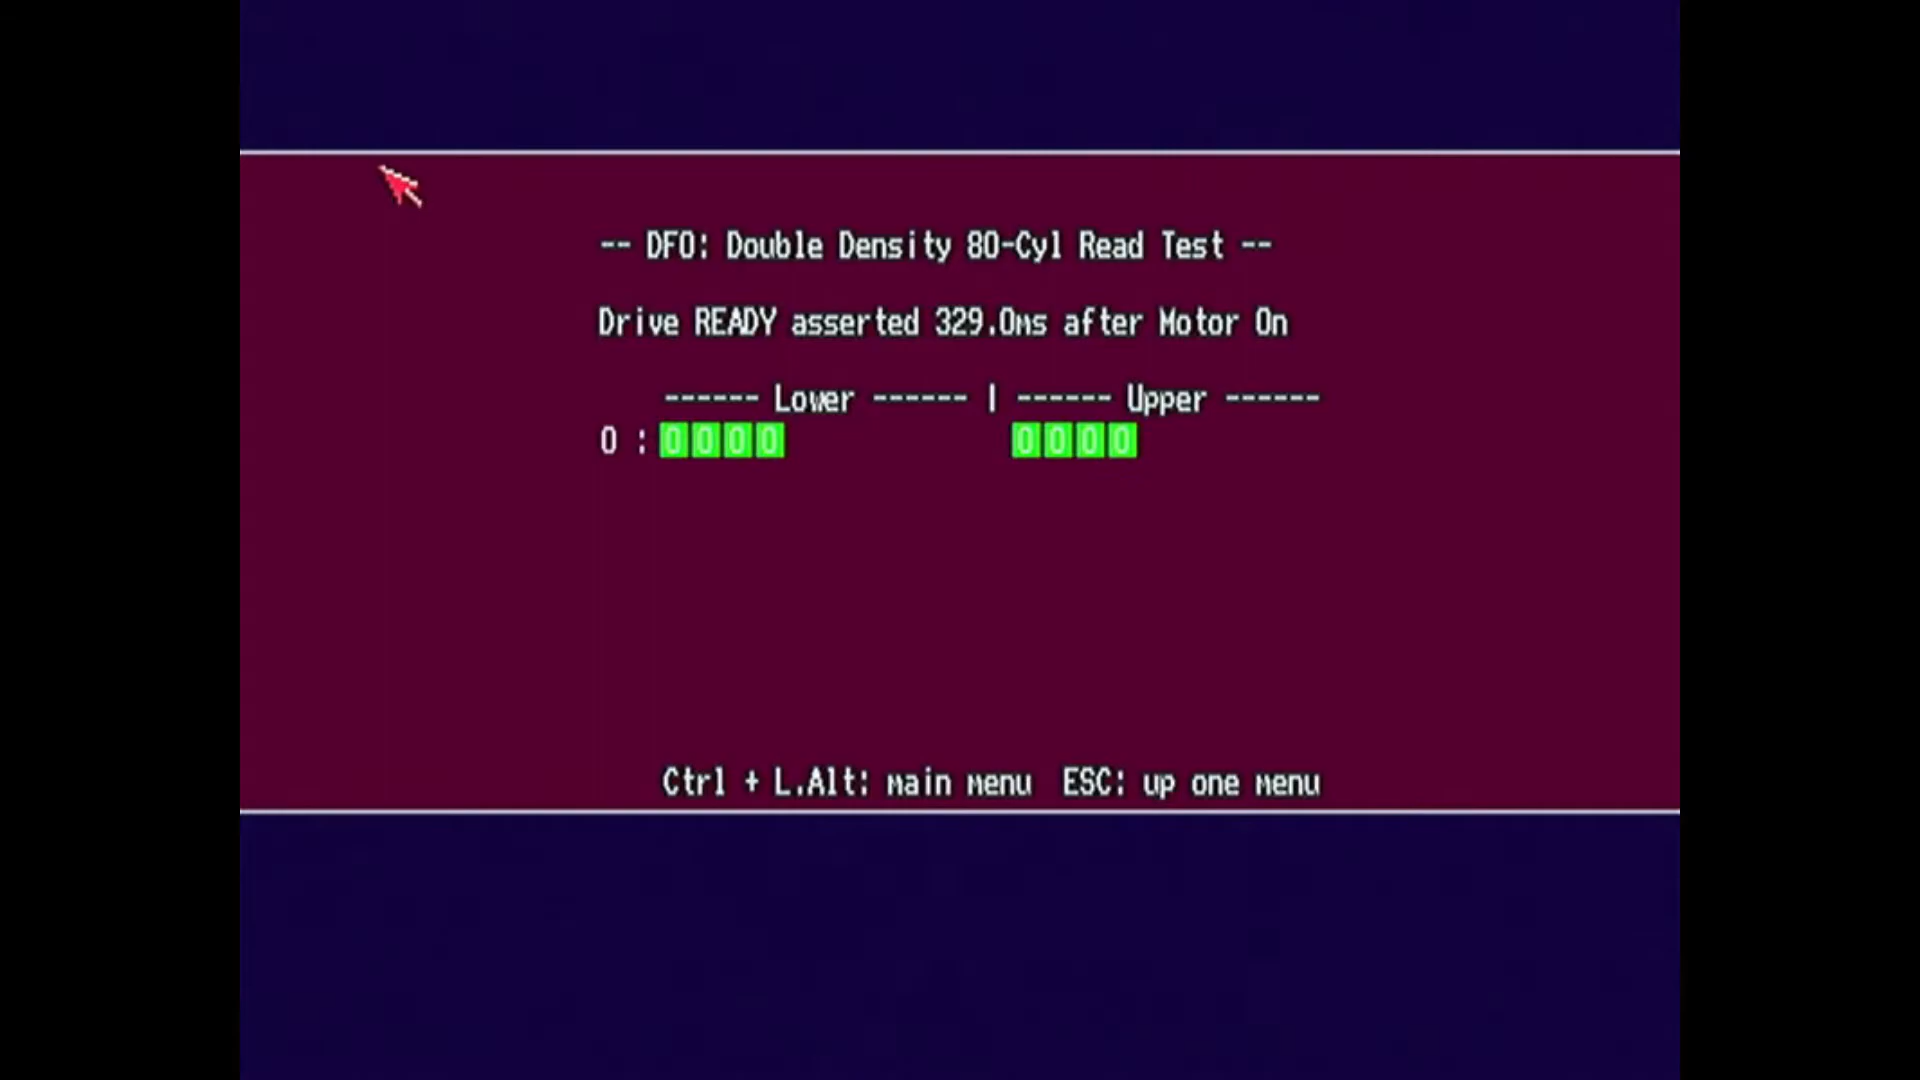 -- DF0: Double Density 80-Cyl Read Test --
Drive READY asserted 329.0ms after Motor On
------ Lower ------ | ------ Upper ------
0 : 0000 0000
Ctrl + L.Alt: main menu ESC: up one menu